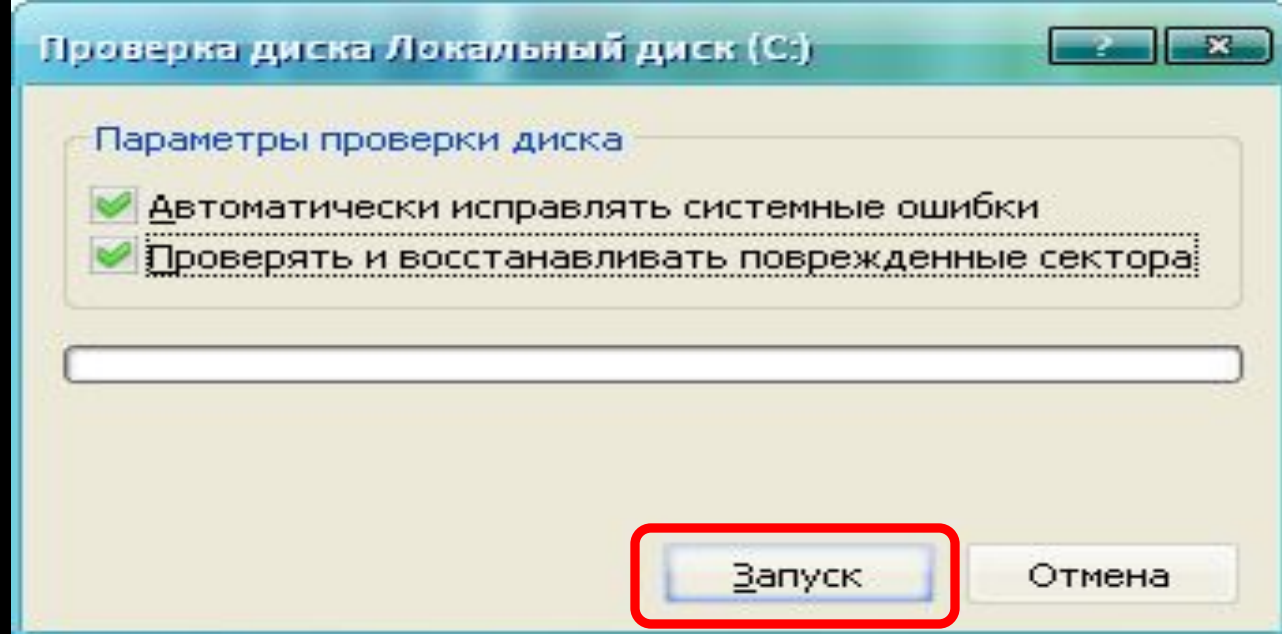 Проверка диска Локальный диск (C:)
Параметры проверки диска
Автоматически исправлять системные ошибки
Проверять и восстанавливать поврежденные сектора
Запуск
Отмена